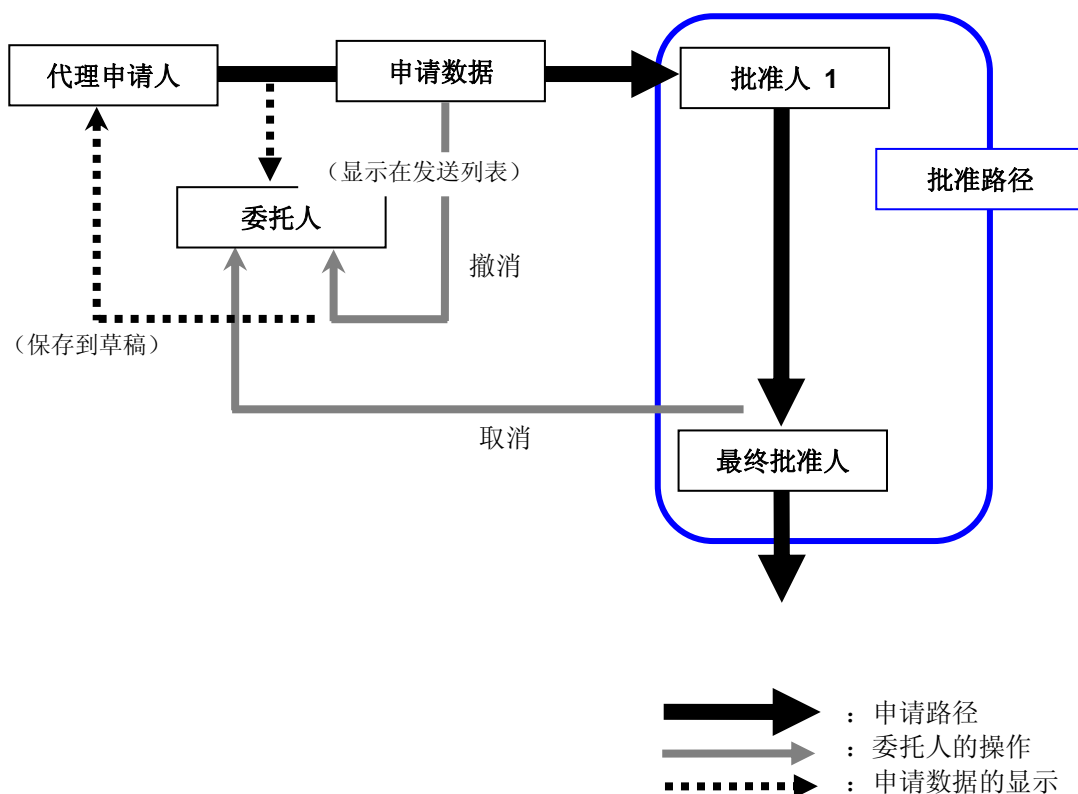 代理申请人
申请数据
批准人 1
（显示在发送列表）
批准路径
委托人
撤消
（保存到草稿）
取消
最终批准人
：申请路径
：委托人的操作
：申请数据的显示